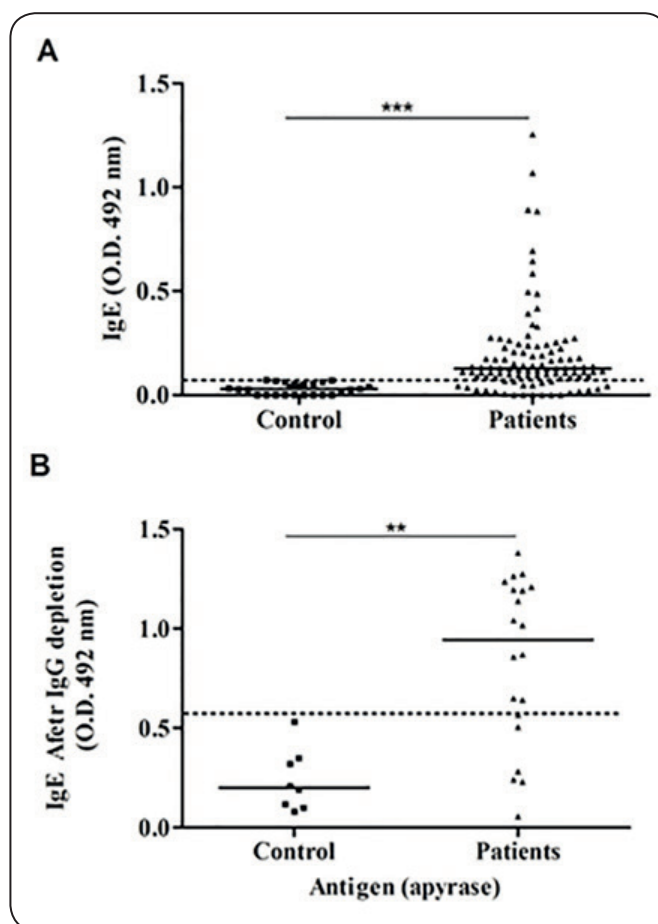 A
1.5
1.0
0.5
0.0
IgE (O.D. 492 nm)
***
Control
Patients
B
1.5
1.0
0.5
0.0
IgE Afetr IgG depletion
(O.D. 492 nm)
**
Control
Patients
Antigen (apyrase)